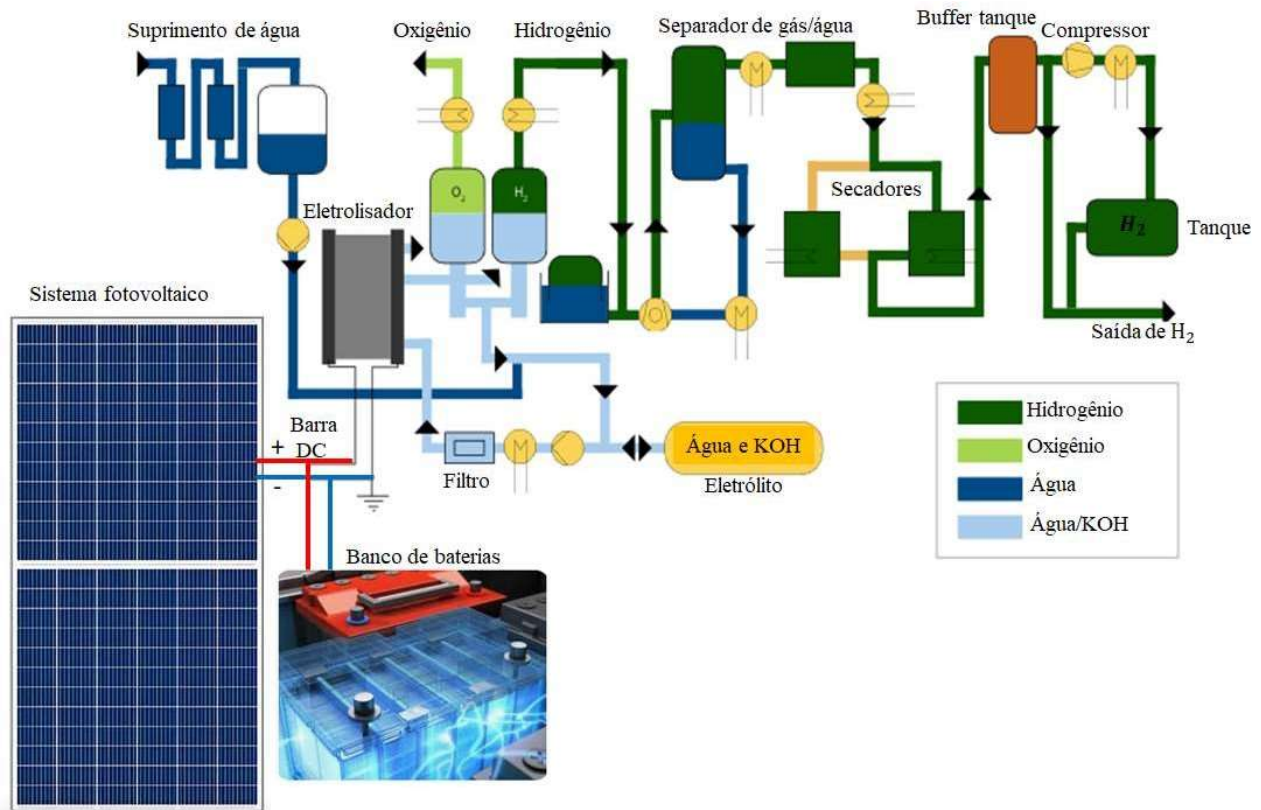 Suprimento de água
Oxigênio
Hidrogênio
Separador de gás/água
Buffer tanque
Compressor
O₂
H₂
Eletrolisador
Secadores
H₂
Tanque
Sistema fotovoltaico
Saída de H₂
+
Barra
DC
-
Filtro
Água e KOH
Eletrólito
Hidrogênio
Oxigênio
Água
Água/KOH
Banco de baterias